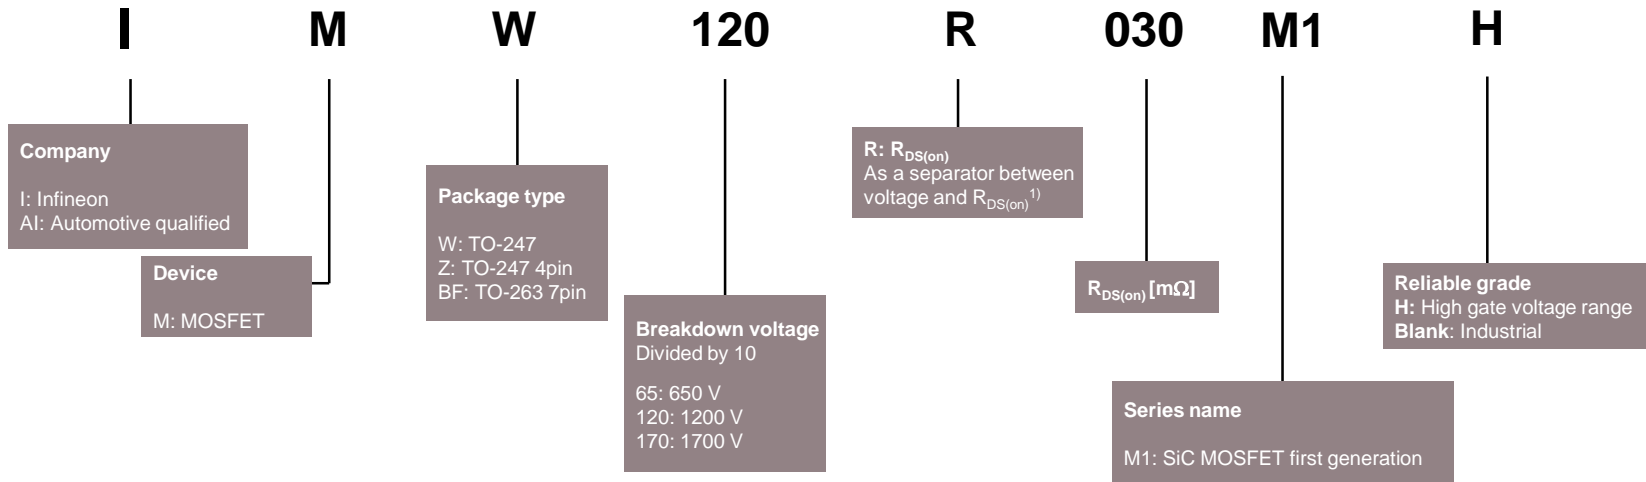 I M W 120 R 030 M1 H
Company
I: Infineon
AI: Automotive qualified
Device
M: MOSFET
Package type
W: TO-247
Z: TO-247 4pin
BF: TO-263 7pin
Breakdown voltage
Divided by 10
65: 650 V
120: 1200 V
170: 1700 V
R: RDS(on)
As a separator between
voltage and RDS(on)1)
RDS(on) [mΩ]
Series name
M1: SiC MOSFET first generation
Reliable grade
H: High gate voltage range
Blank: Industrial